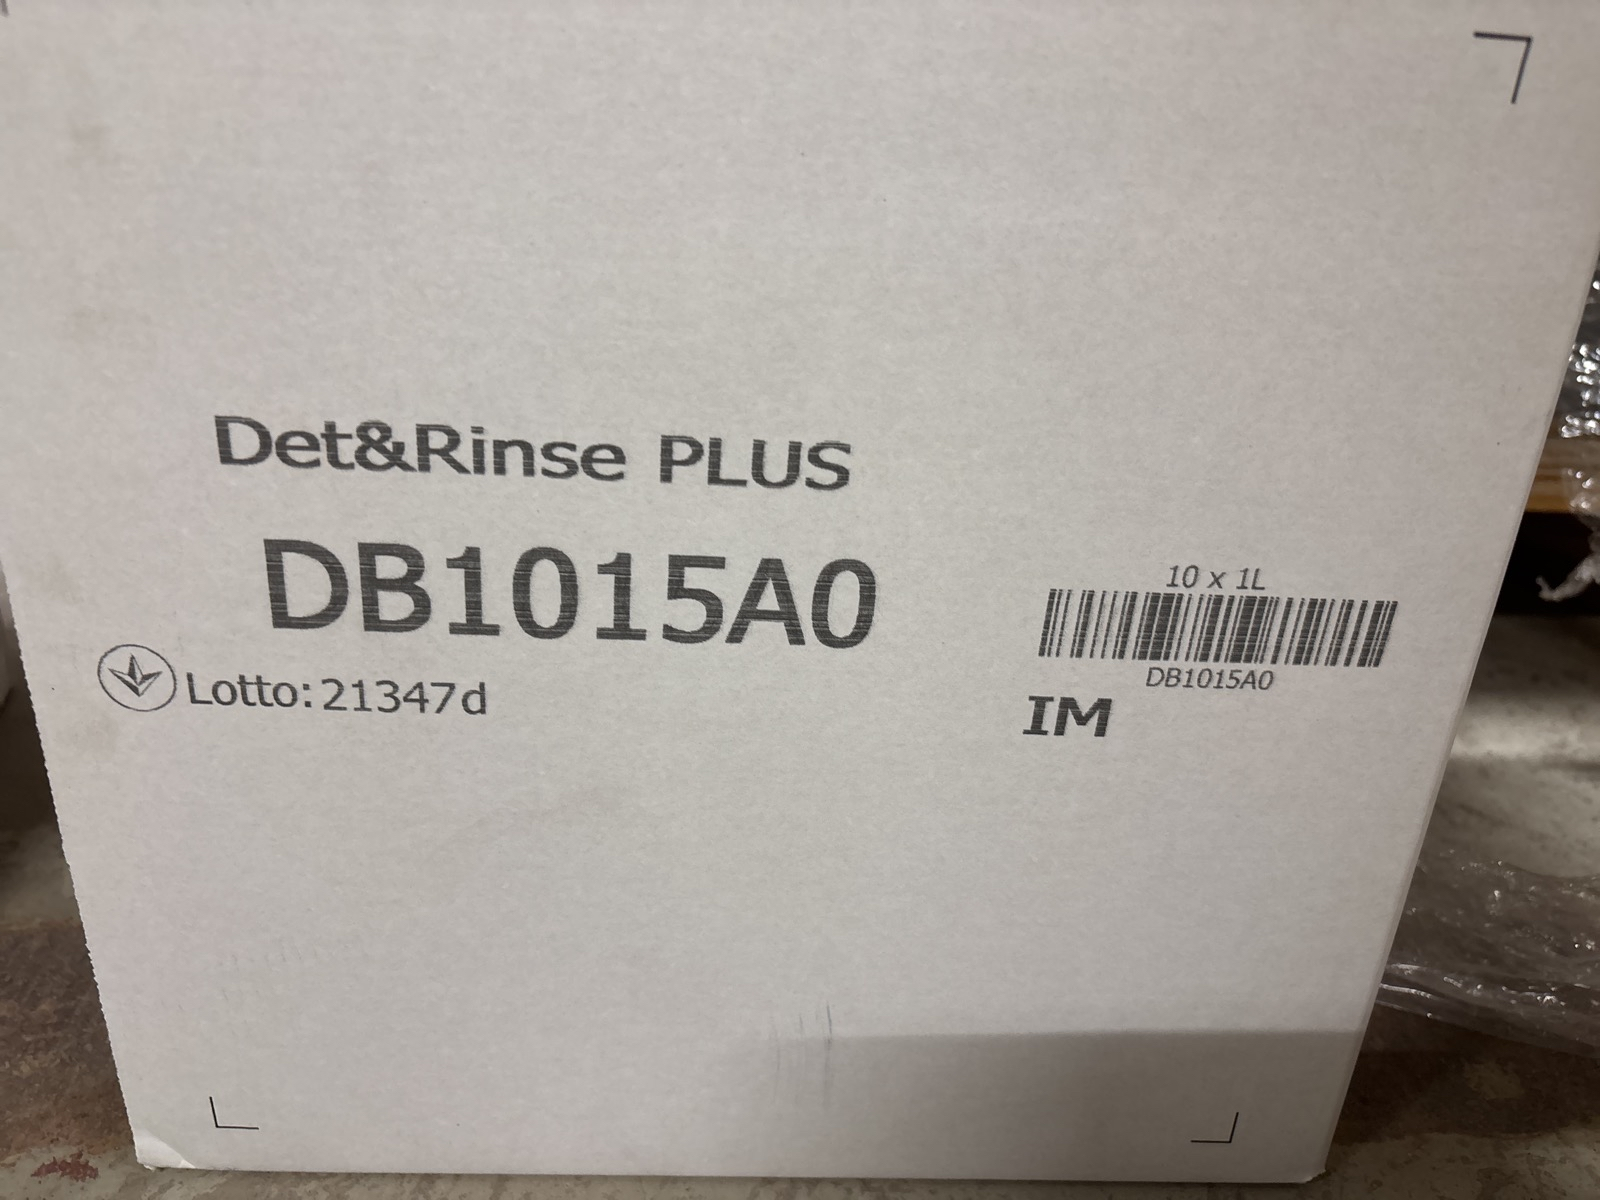 Det&Rinse PLUS
DB1015A0
Lotto: 21347d
10 x 1L
DB1015A0
IM